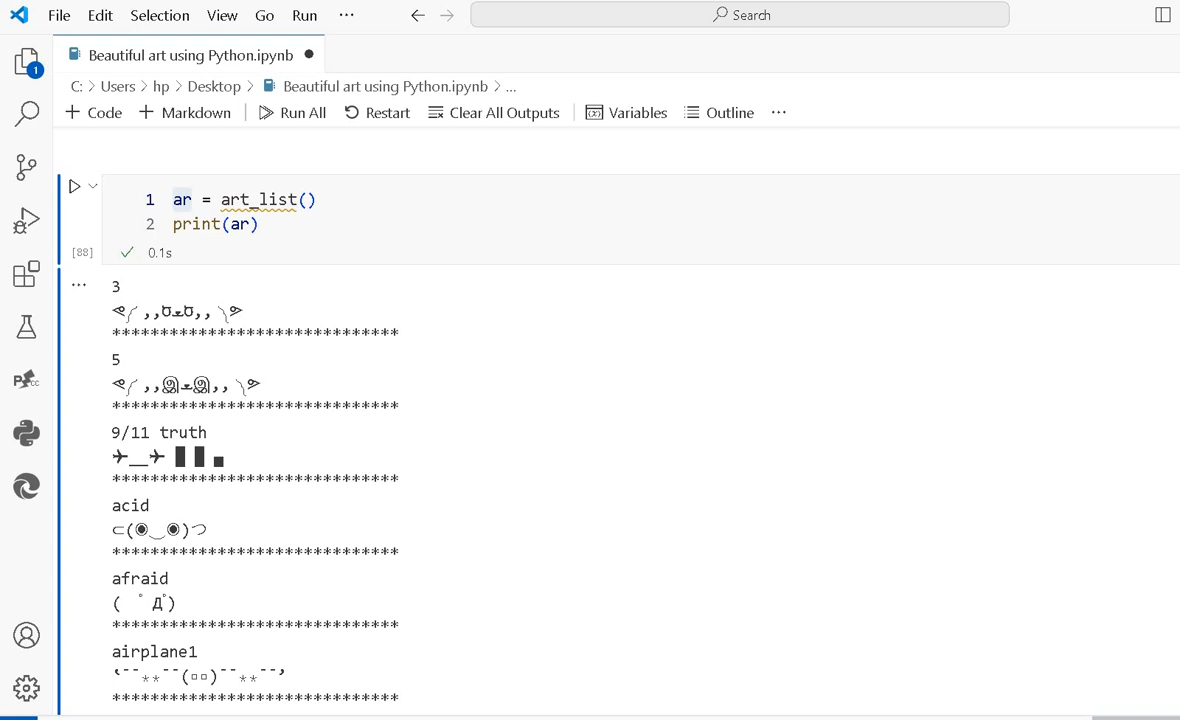 File Edit Selection View Go Run ··· ← → Search
1
Beautiful art using Python.ipynb ●
C: > Users > hp > Desktop > Beautiful art using Python.ipynb > ...
+ Code + Markdown | Run All Restart Clear All Outputs | Variables Outline ···
1 ar = art_list()
2 print(ar)
[88] ✓ 0.1s
3
******************************
5
******************************
9/11 truth
✈__✈ █ █ ▄
******************************
acid
⊂(◉‿◉)つ
******************************
afraid
( ゚ Д゚)
******************************
airplane1
‛¯¯٭٭¯¯(▫▫)¯¯٭٭¯¯’
******************************